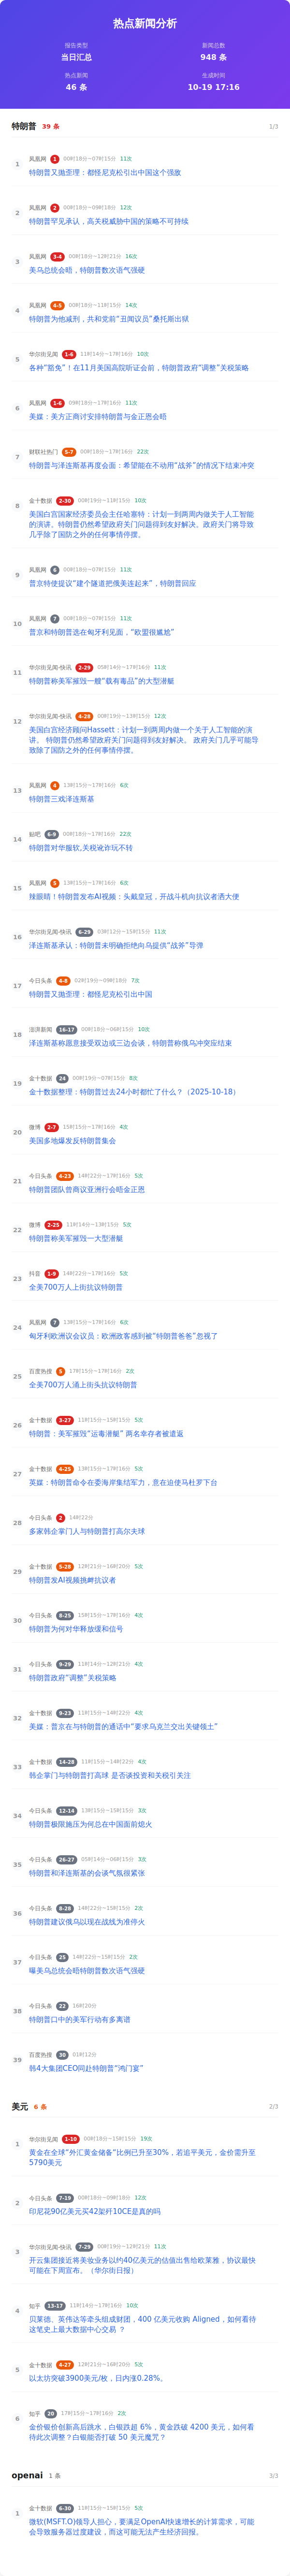 热点新闻分析
报告类型
当日汇总
新闻总数
948 条
热点新闻
46 条
生成时间
10-19 17:16
特朗普 39 条 1/3
1 凤凰网 1 00时18分~07时15分 11次
特朗普又抛歪理：都怪尼克松引出中国这个强敌
2 凤凰网 2 00时18分~09时18分 12次
特朗普罕见承认，高关税威胁中国的策略不可持续
3 凤凰网 3-4 00时18分~12时21分 16次
美乌总统会晤，特朗普数次语气强硬
4 凤凰网 4-5 00时18分~11时15分 14次
特朗普为他减刑，共和党前“丑闻议员”桑托斯出狱
5 华尔街见闻 1-6 11时14分~17时16分 10次
各种“豁免”！在11月美国高院听证会前，特朗普政府“调整”关税策略
6 凤凰网 1-6 09时18分~17时16分 11次
美媒：美方正商讨安排特朗普与金正恩会晤
7 财联社热门 5-7 00时18分~17时16分 22次
特朗普与泽连斯基再度会面：希望能在不动用“战斧”的情况下结束冲突
8 金十数据 2-30 00时19分~11时15分 10次
美国白宫国家经济委员会主任哈塞特：计划一到两周内做关于人工智能
的演讲。特朗普仍然希望政府关门问题得到友好解决。政府关门将导致
几乎除了国防之外的任何事情停摆。
9 凤凰网 6 00时18分~07时15分 11次
普京特使提议“建个隧道把俄美连起来”，特朗普回应
10 凤凰网 7 00时18分~07时15分 11次
普京和特朗普选在匈牙利见面，“欧盟很尴尬”
11 华尔街见闻-快讯 2-29 05时14分~17时16分 11次
特朗普称美军摧毁一艘“载有毒品”的大型潜艇
12 华尔街见闻-快讯 4-28 00时19分~13时15分 12次
美国白宫经济顾问Hassett：计划一到两周内做一个关于人工智能的演
讲。 特朗普仍然希望政府关门问题得到友好解决。 政府关门几乎可能导
致除了国防之外的任何事情停摆。
13 凤凰网 4 13时15分~17时16分 6次
特朗普三戏泽连斯基
14 贴吧 6-9 00时18分~17时16分 22次
特朗普对华服软,关税讹诈玩不转
15 凤凰网 5 13时15分~17时16分 6次
辣眼睛！特朗普发布AI视频：头戴皇冠，开战斗机向抗议者洒大便
16 华尔街见闻-快讯 6-29 03时12分~15时15分 11次
泽连斯基承认：特朗普未明确拒绝向乌提供“战斧”导弹
17 今日头条 4-8 02时19分~09时18分 7次
特朗普又抛歪理：都怪尼克松引出中国
18 澎湃新闻 16-17 00时18分~06时15分 10次
泽连斯基称愿意接受双边或三边会谈，特朗普称俄乌冲突应结束
19 金十数据 24 00时19分~07时15分 8次
金十数据整理：特朗普过去24小时都忙了什么？（2025-10-18）
20 微博 2-7 15时15分~17时16分 4次
美国多地爆发反特朗普集会
21 今日头条 4-23 14时22分~17时16分 5次
特朗普团队曾商议亚洲行会晤金正恩
22 微博 2-25 11时14分~13时15分 5次
特朗普称美军摧毁一大型潜艇
23 抖音 1-9 14时22分~17时16分 5次
全美700万人上街抗议特朗普
24 凤凰网 7 13时15分~17时16分 6次
匈牙利欧洲议会议员：欧洲政客感到被“特朗普爸爸”忽视了
25 百度热搜 5 17时15分~17时16分 2次
全美700万人涌上街头抗议特朗普
26 金十数据 3-27 11时15分~15时15分 5次
特朗普：美军摧毁“运毒潜艇” 两名幸存者被遣返
27 金十数据 4-25 13时15分~17时16分 5次
英媒：特朗普命令在委海岸集结军力，意在迫使马杜罗下台
28 今日头条 2 14时22分
多家韩企掌门人与特朗普打高尔夫球
29 金十数据 5-28 12时21分~16时20分 5次
特朗普发AI视频挑衅抗议者
30 今日头条 8-25 15时15分~17时16分 4次
特朗普为何对华释放缓和信号
31 今日头条 9-29 11时14分~12时21分 4次
特朗普政府“调整”关税策略
32 金十数据 9-23 11时15分~14时22分 4次
美媒：普京在与特朗普的通话中“要求乌克兰交出关键领土”
33 金十数据 14-28 11时15分~14时22分 4次
韩企掌门与特朗普打高球 是否谈投资和关税引关注
34 今日头条 12-14 13时15分~15时15分 3次
特朗普极限施压为何总在中国面前熄火
35 今日头条 26-27 05时14分~06时15分 3次
特朗普和泽连斯基的会谈气氛很紧张
36 今日头条 8-28 14时22分~15时15分 2次
特朗普建议俄乌以现在战线为准停火
37 今日头条 25 14时22分~15时15分 2次
曝美乌总统会晤特朗普数次语气强硬
38 今日头条 22 16时20分
特朗普口中的美军行动有多离谱
39 百度热搜 30 01时12分
韩4大集团CEO同赴特朗普“鸿门宴”
美元 6 条 2/3
1 华尔街见闻 1-10 00时18分~15时15分 19次
黄金在全球“外汇黄金储备”比例已升至30%，若追平美元，金价需升至
5790美元
2 今日头条 7-19 00时18分~09时18分 12次
印尼花90亿美元买42架歼10CE是真的吗
3 华尔街见闻-快讯 7-29 00时19分~12时21分 11次
开云集团接近将美妆业务以约40亿美元的估值出售给欧莱雅，协议最快
可能在下周宣布。（华尔街日报）
4 知乎 13-17 11时14分~17时16分 10次
贝莱德、英伟达等牵头组成财团，400 亿美元收购 Aligned，如何看待
这笔史上最大数据中心交易 ？
5 金十数据 4-27 12时21分~16时20分 5次
以太坊突破3900美元/枚，日内涨0.28%。
6 知乎 20 17时15分~17时16分 2次
金价银价创新高后跳水，白银跌超 6%，黄金跌破 4200 美元，如何看
待此次调整？白银能否打破 50 美元魔咒？
openai 1 条 3/3
1 金十数据 6-30 11时15分~15时15分 5次
微软(MSFT.O)领导人担心，要满足OpenAI快速增长的计算需求，可能
会导致服务器过度建设，而这可能无法产生经济回报。